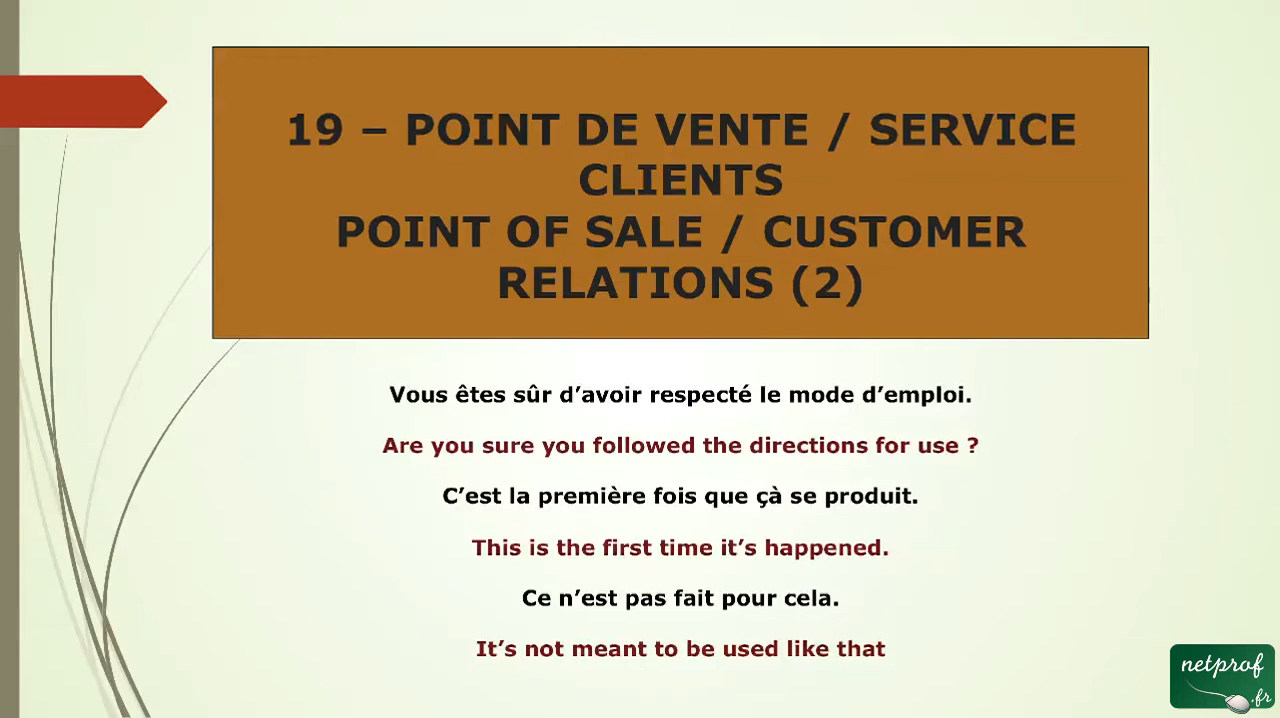 19 – POINT DE VENTE / SERVICE
CLIENTS
POINT OF SALE / CUSTOMER
RELATIONS (2)
Vous êtes sûr d’avoir respecté le mode d’emploi.
Are you sure you followed the directions for use ?
C’est la première fois que çà se produit.
This is the first time it’s happened.
Ce n’est pas fait pour cela.
It’s not meant to be used like that
netprof
.fr